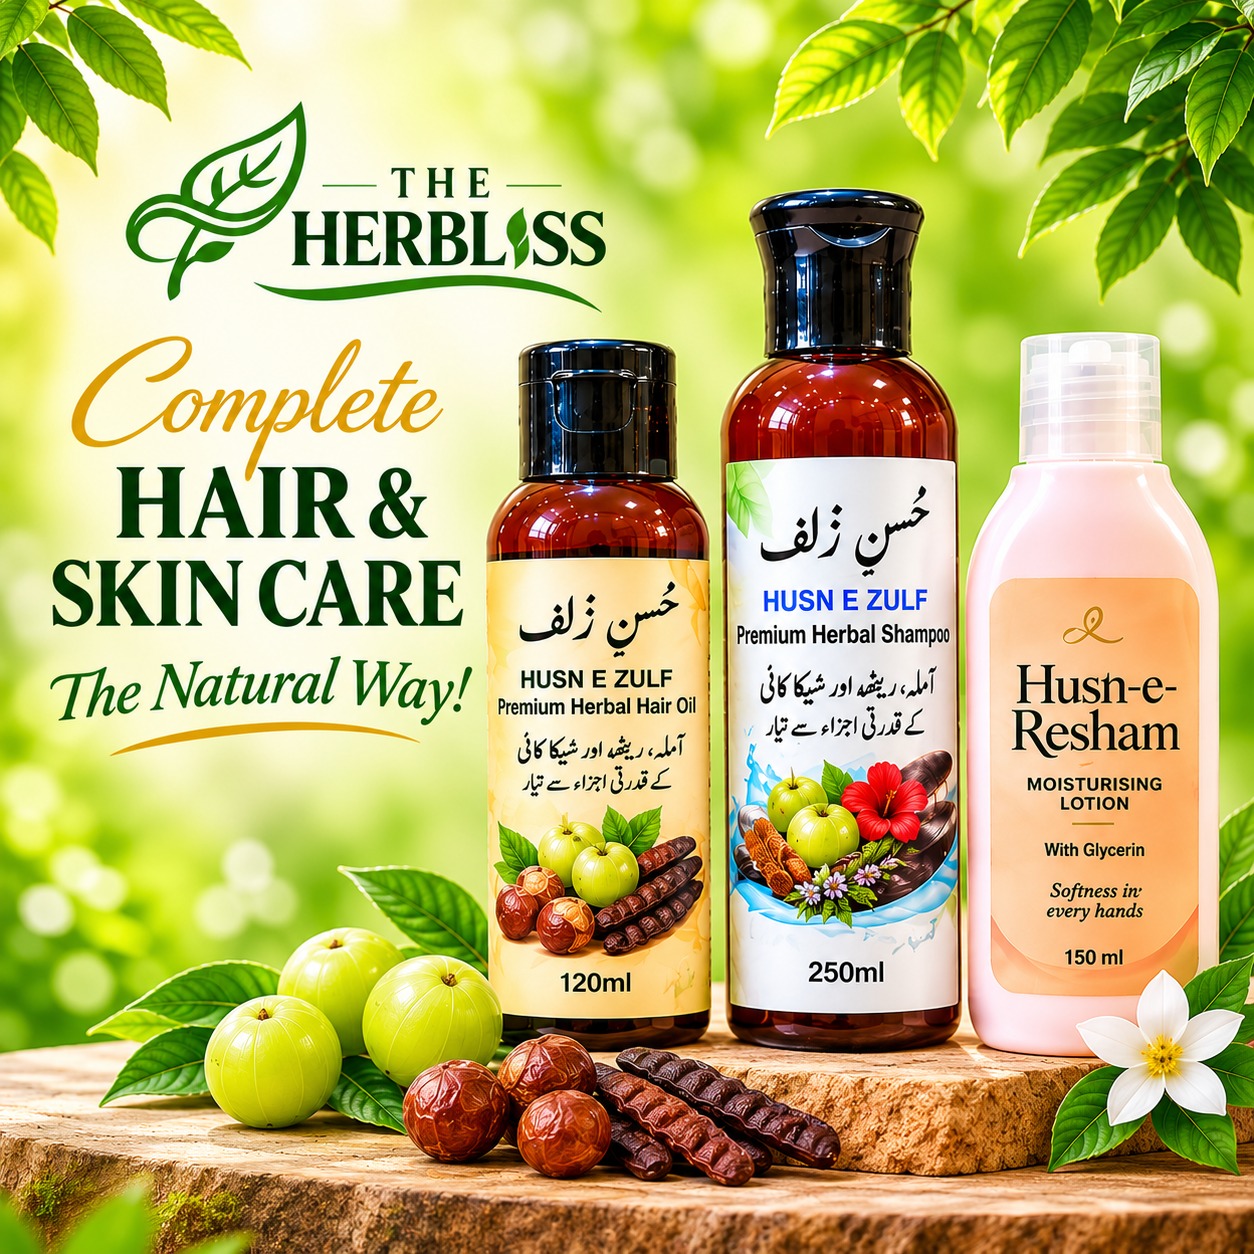 THE
HERBLISS
Complete
HAIR &
SKIN CARE
The Natural Way!
حُسنِ زلف
HUSN E ZULF
Premium Herbal Hair Oil
آملہ، ریٹھہ اور شیکا کائی
کے قدرتی اجزاء سے تیار
120ml
حُسنِ زلف
HUSN E ZULF
Premium Herbal Shampoo
آملہ، ریٹھہ اور شیکا کائی
کے قدرتی اجزاء سے تیار
250ml
Husn-e-
Resham
MOISTURISING
LOTION
With Glycerin
Softness in
every hands
150 ml